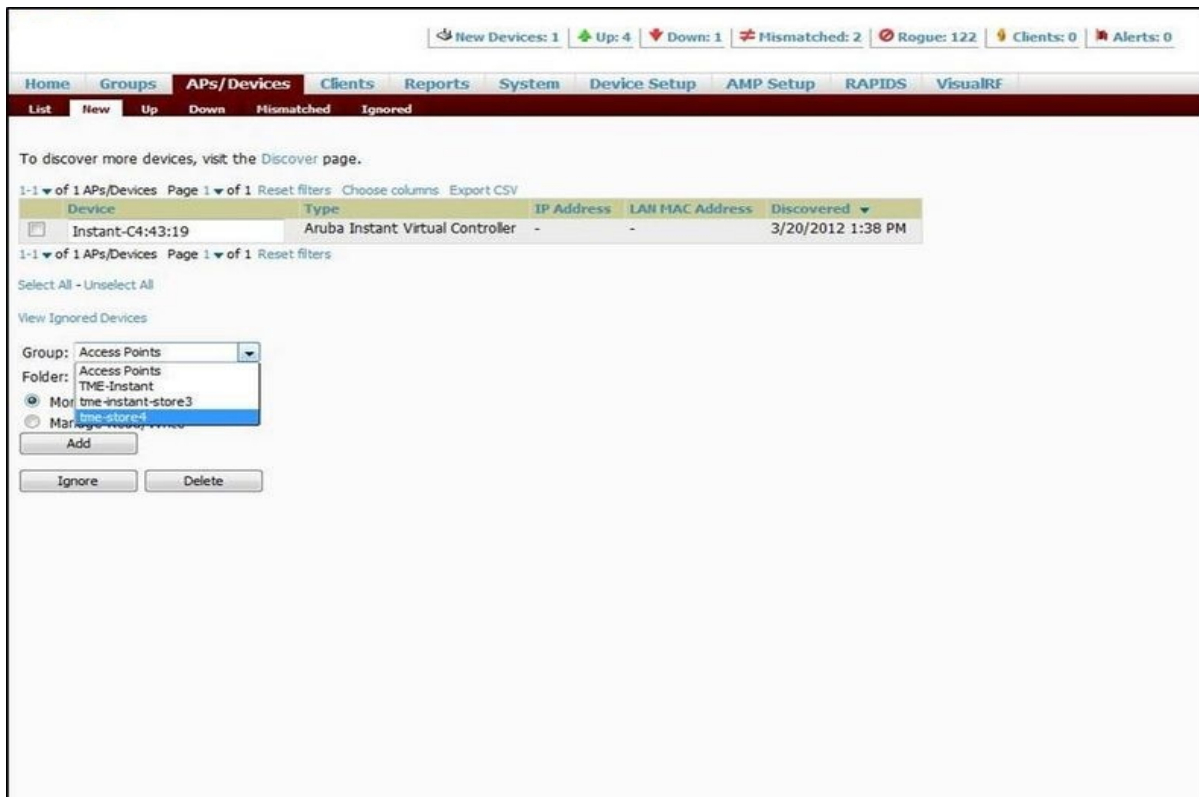 New Devices: 1 Up: 4 Down: 1 Mismatched: 2 Rogue: 122 Clients: 0 Alerts: 0
Home Groups APs/Devices Clients Reports System Device Setup AMP Setup RAPIDS VisualRF
List New Up Down Mismatched Ignored
To discover more devices, visit the Discover page.
1-1 of 1 APs/Devices Page 1 of 1 Reset filters Choose columns Export CSV
Device Type IP Address LAN MAC Address Discovered
Instant-C4:43:19 Aruba Instant Virtual Controller - - 3/20/2012 1:38 PM
1-1 of 1 APs/Devices Page 1 of 1 Reset filters
Select All - Unselect All
View Ignored Devices
Group: Access Points
Access Points
Folder:
TME-Instant
tme-instant-store3
tme-store4
Add
Ignore Delete